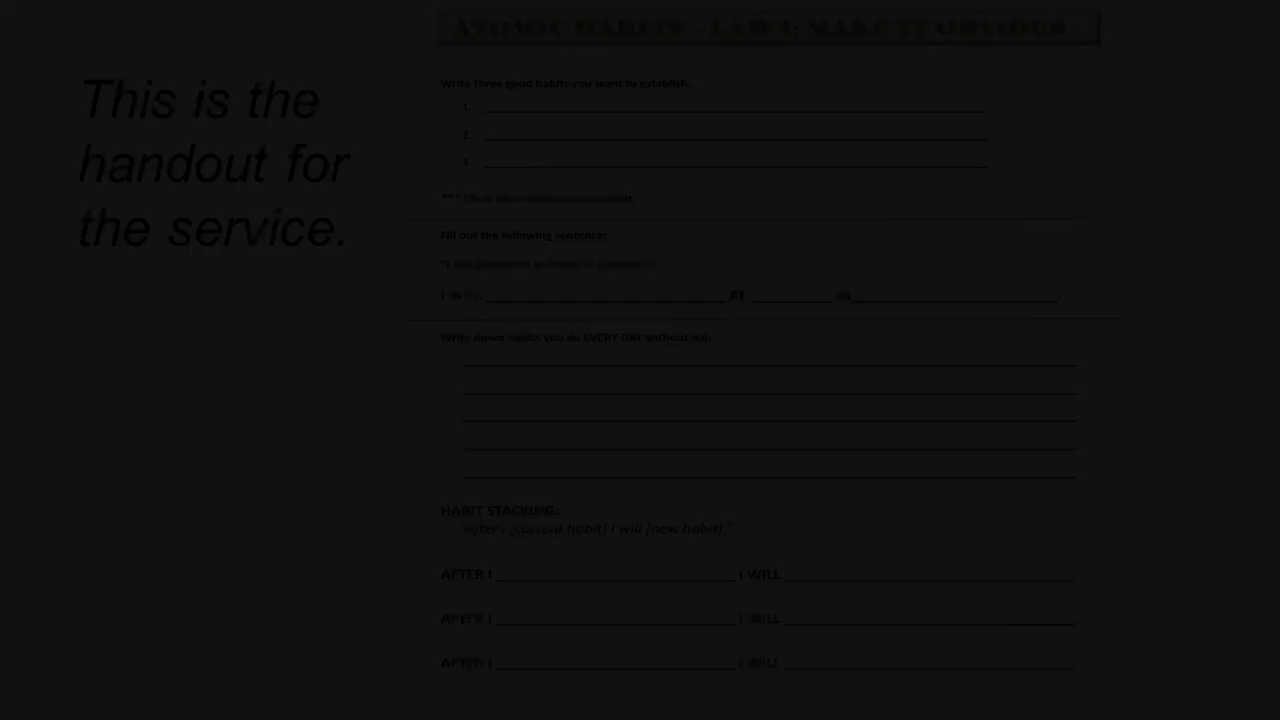 This is the
handout for
the service.
ATOMIC HABITS – LAW 1: MAKE IT OBVIOUS
Write three good habits you want to establish:
1.
2.
3.
***
Fill out the following sentence:
"I will
I WILL AT IN .
Write down habits you do EVERYDAY without fail:
HABIT STACKING:
"After I [current habit] I will [new habit]."
AFTER I I WILL .
AFTER I I WILL .
AFTER I I WILL .